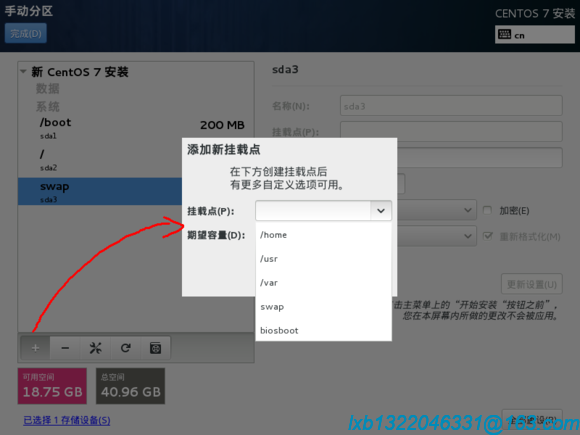 手动分区
完成(D)
CENTOS 7 安装
cn
新 CentOS 7 安装
数据
系统
/boot
200 MB
sda1
/
sda2
swap
sda3
sda3
名称(N):
sda3
挂载点(P):
加密(E)
重新格式化(M)
更新设置(U)
击主菜单上的“开始安装“按钮之前”,
您在本屏幕内所做的更改不会被应用。
添加新挂载点
在下方创建挂载点后
有更多自定义选项可用。
挂载点(P):
期望容量(D):
/home
/usr
/var
swap
biosboot
可用空间
18.75 GB
总空间
40.96 GB
已选择 1 存储设备(S)
lxb1322046331@163.com